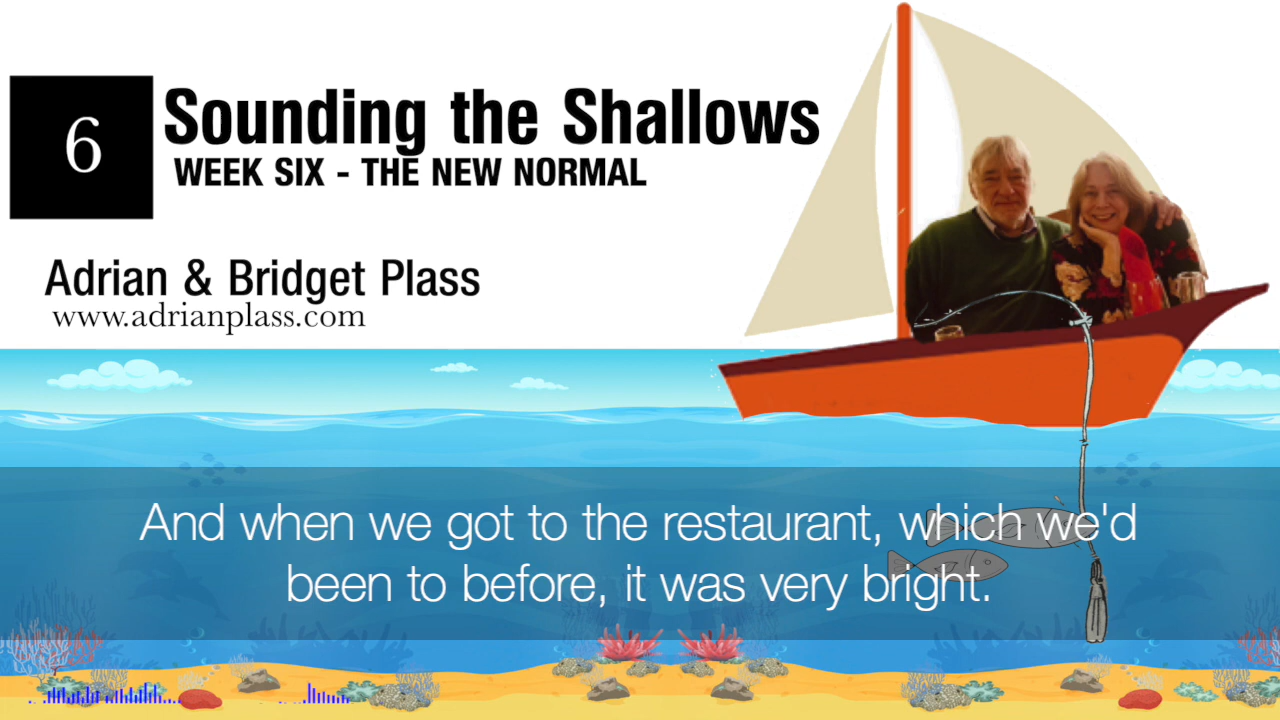 6
Sounding the Shallows
WEEK SIX - THE NEW NORMAL
Adrian & Bridget Plass
www.adrianplass.com
And when we got to the restaurant, which we'd
been to before, it was very bright.